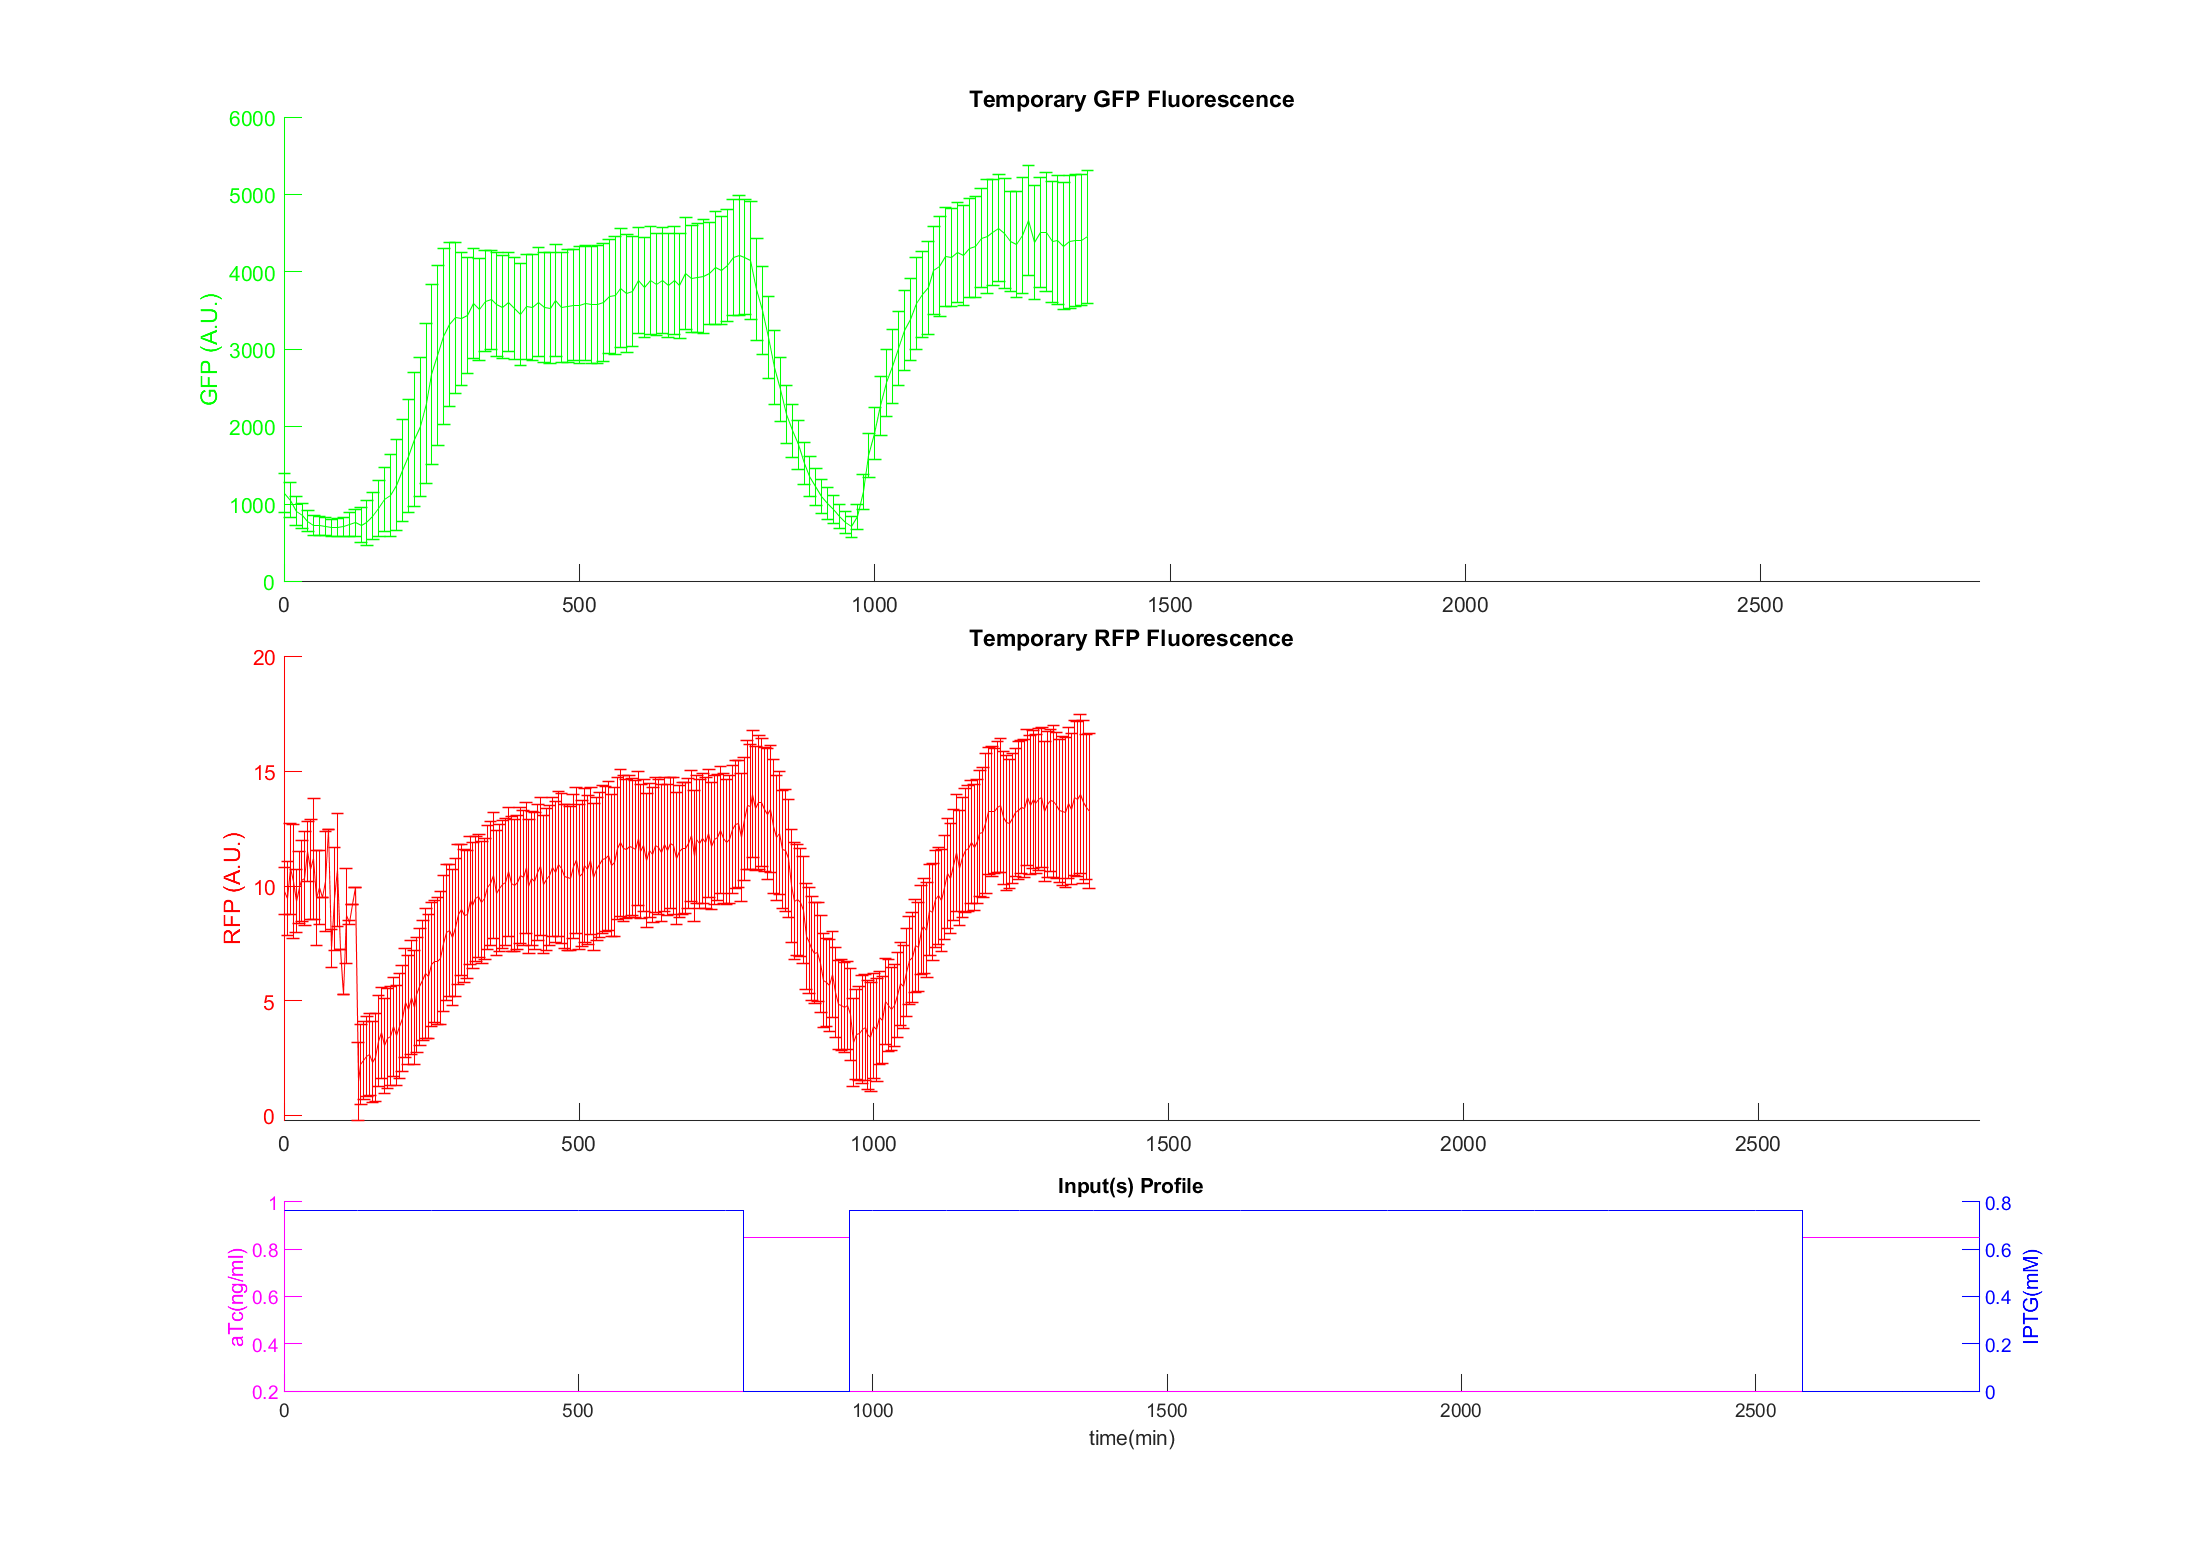 Temporary GFP Fluorescence
6000
5000
4000
3000
2000
1000
0
GFP (A.U.)
0 500 1000 1500 2000 2500
Temporary RFP Fluorescence
20
15
10
5
0
RFP (A.U.)
0 500 1000 1500 2000 2500
Input(s) Profile
1
0.8
0.6
0.4
0.2
aTc(ng/ml)
0.8
0.6
0.4
0.2
0
IPTG(mM)
0 500 1000 1500 2000 2500
time(min)